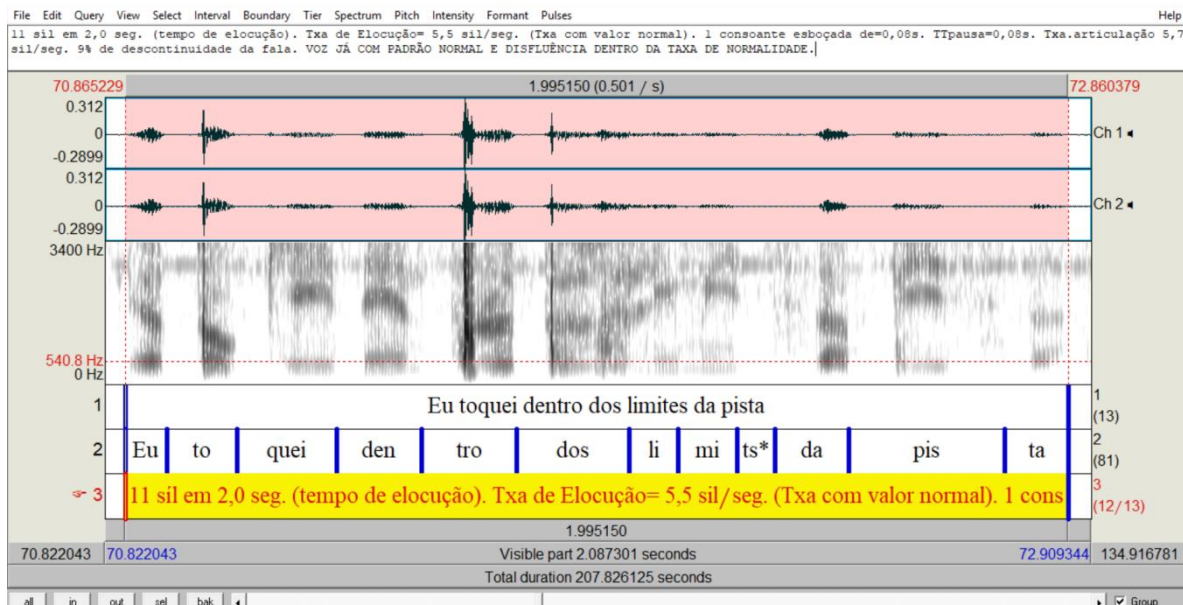 File Edit Query View Select Interval Boundary Tier Spectrum Pitch Intensity Formant Pulses Help
11 sil em 2,0 seg. (tempo de elocução). Txa de Elocução= 5,5 sil/seg. (Txa com valor normal). 1 consoante esboçada de=0,08s. TTpausa=0,08s. Txa.articulação 5,7
sil/seg. 9% de descontinuidade da fala. VOZ JÁ COM PADRÃO NORMAL E DISFLUÊNCIA DENTRO DA TAXA DE NORMALIDADE.
70.865229 1.995150 (0.501 / s) 72.860379
0.312
0 Ch 1
-0.2899
0.312
0 Ch 2
-0.2899
3400 Hz
540.8 Hz
0 Hz
1 Eu toquei dentro dos limites da pista 1
(13)
2 Eu to quei den tro dos li mi ts* da pis ta 2
(81)
3 11 sil em 2,0 seg. (tempo de elocução). Txa de Elocução= 5,5 sil/seg. (Txa com valor normal). 1 cons 3
(12/13)
1.995150
70.822043 70.822043 Visible part 2.087301 seconds 72.909344 134.916781
Total duration 207.826125 seconds
all in out sel bak Group